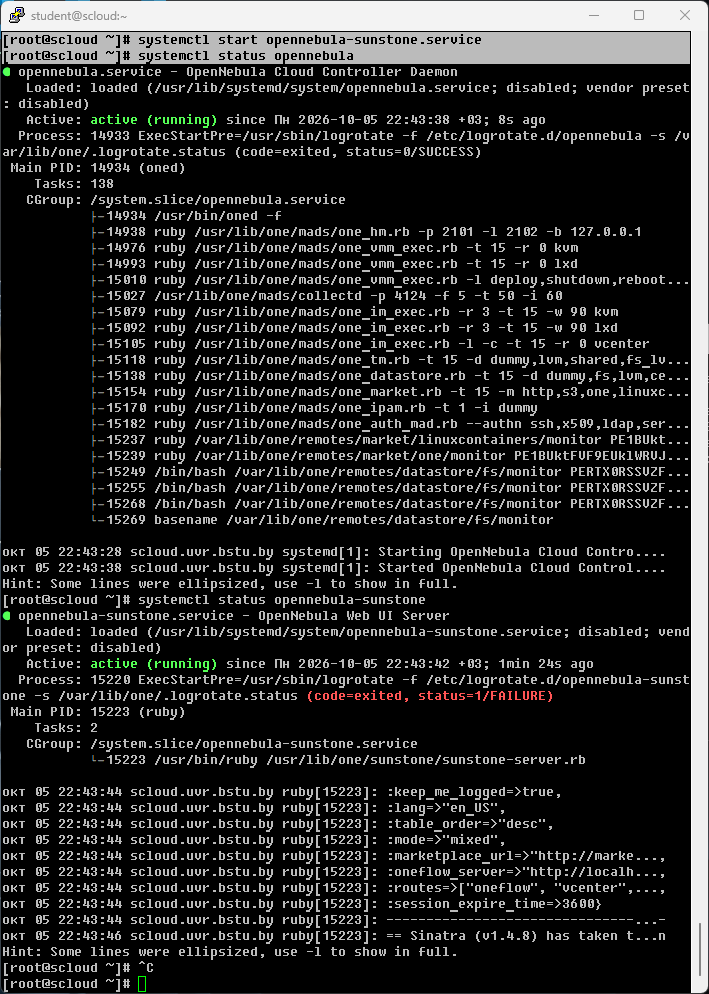 student@scloud:~
[root@scloud ~]# systemctl start opennebula-sunstone.service
[root@scloud ~]# systemctl status opennebula
● opennebula.service - OpenNebula Cloud Controller Daemon
   Loaded: loaded (/usr/lib/systemd/system/opennebula.service; disabled; vendor preset
: disabled)
   Active: active (running) since Пн 2026-10-05 22:43:38 +03; 8s ago
  Process: 14933 ExecStartPre=/usr/sbin/logrotate -f /etc/logrotate.d/opennebula -s /v
ar/lib/one/.logrotate.status (code=exited, status=0/SUCCESS)
 Main PID: 14934 (oned)
    Tasks: 138
   CGroup: /system.slice/opennebula.service
           ├─14934 /usr/bin/oned -f
           ├─14938 ruby /usr/lib/one/mads/one_hm.rb -p 2101 -l 2102 -b 127.0.0.1
           ├─14976 ruby /usr/lib/one/mads/one_vmm_exec.rb -t 15 -r 0 kvm
           ├─14993 ruby /usr/lib/one/mads/one_vmm_exec.rb -t 15 -r 0 lxd
           ├─15010 ruby /usr/lib/one/mads/one_vmm_exec.rb -l deploy,shutdown,reboot...
           ├─15027 /usr/lib/one/mads/collectd -p 4124 -f 5 -t 50 -i 60
           ├─15079 ruby /usr/lib/one/mads/one_im_exec.rb -r 3 -t 15 -w 90 kvm
           ├─15092 ruby /usr/lib/one/mads/one_im_exec.rb -r 3 -t 15 -w 90 lxd
           ├─15105 ruby /usr/lib/one/mads/one_im_exec.rb -l -c -t 15 -r 0 vcenter
           ├─15118 ruby /usr/lib/one/mads/one_tm.rb -t 15 -d dummy,lvm,shared,fs_lv...
           ├─15138 ruby /usr/lib/one/mads/one_datastore.rb -t 15 -d dummy,fs,lvm,ce...
           ├─15154 ruby /usr/lib/one/mads/one_market.rb -t 15 -m http,s3,one,linuxc...
           ├─15170 ruby /usr/lib/one/mads/one_ipam.rb -t 1 -i dummy
           ├─15182 ruby /usr/lib/one/mads/one_auth_mad.rb --authn ssh,x509,ldap,ser...
           ├─15237 ruby /var/lib/one/remotes/market/linuxcontainers/monitor PE1BUkt...
           ├─15239 ruby /var/lib/one/remotes/market/one/monitor PE1BUktFVF9EUklWRVJ...
           ├─15249 /bin/bash /var/lib/one/remotes/datastore/fs/monitor PERTX0RSSVZF...
           ├─15255 /bin/bash /var/lib/one/remotes/datastore/fs/monitor PERTX0RSSVZF...
           ├─15268 /bin/bash /var/lib/one/remotes/datastore/fs/monitor PERTX0RSSVZF...
           └─15269 basename /var/lib/one/remotes/datastore/fs/monitor
окт 05 22:43:28 scloud.uvr.bstu.by systemd[1]: Starting OpenNebula Cloud Contro....
окт 05 22:43:38 scloud.uvr.bstu.by systemd[1]: Started OpenNebula Cloud Control....
Hint: Some lines were ellipsized, use -l to show in full.
[root@scloud ~]# systemctl status opennebula-sunstone
● opennebula-sunstone.service - OpenNebula Web UI Server
   Loaded: loaded (/usr/lib/systemd/system/opennebula-sunstone.service; disabled; vend
or preset: disabled)
   Active: active (running) since Пн 2026-10-05 22:43:42 +03; 1min 24s ago
  Process: 15220 ExecStartPre=/usr/sbin/logrotate -f /etc/logrotate.d/opennebula-sunst
one -s /var/lib/one/.logrotate.status (code=exited, status=1/FAILURE)
 Main PID: 15223 (ruby)
    Tasks: 2
   CGroup: /system.slice/opennebula-sunstone.service
           └─15223 /usr/bin/ruby /usr/lib/one/sunstone/sunstone-server.rb
окт 05 22:43:44 scloud.uvr.bstu.by ruby[15223]: :keep_me_logged=>true,
окт 05 22:43:44 scloud.uvr.bstu.by ruby[15223]: :lang=>"en_US",
окт 05 22:43:44 scloud.uvr.bstu.by ruby[15223]: :table_order=>"desc",
окт 05 22:43:44 scloud.uvr.bstu.by ruby[15223]: :mode=>"mixed",
окт 05 22:43:44 scloud.uvr.bstu.by ruby[15223]: :marketplace_url=>"http://marke...,
окт 05 22:43:44 scloud.uvr.bstu.by ruby[15223]: :oneflow_server=>"http://localh...,
окт 05 22:43:44 scloud.uvr.bstu.by ruby[15223]: :routes=>["oneflow", "vcenter",...,
окт 05 22:43:44 scloud.uvr.bstu.by ruby[15223]: :session_expire_time=>3600}
окт 05 22:43:44 scloud.uvr.bstu.by ruby[15223]: --------------------------------...-
окт 05 22:43:46 scloud.uvr.bstu.by ruby[15223]: == Sinatra (v1.4.8) has taken t...n
Hint: Some lines were ellipsized, use -l to show in full.
[root@scloud ~]# ^C
[root@scloud ~]#